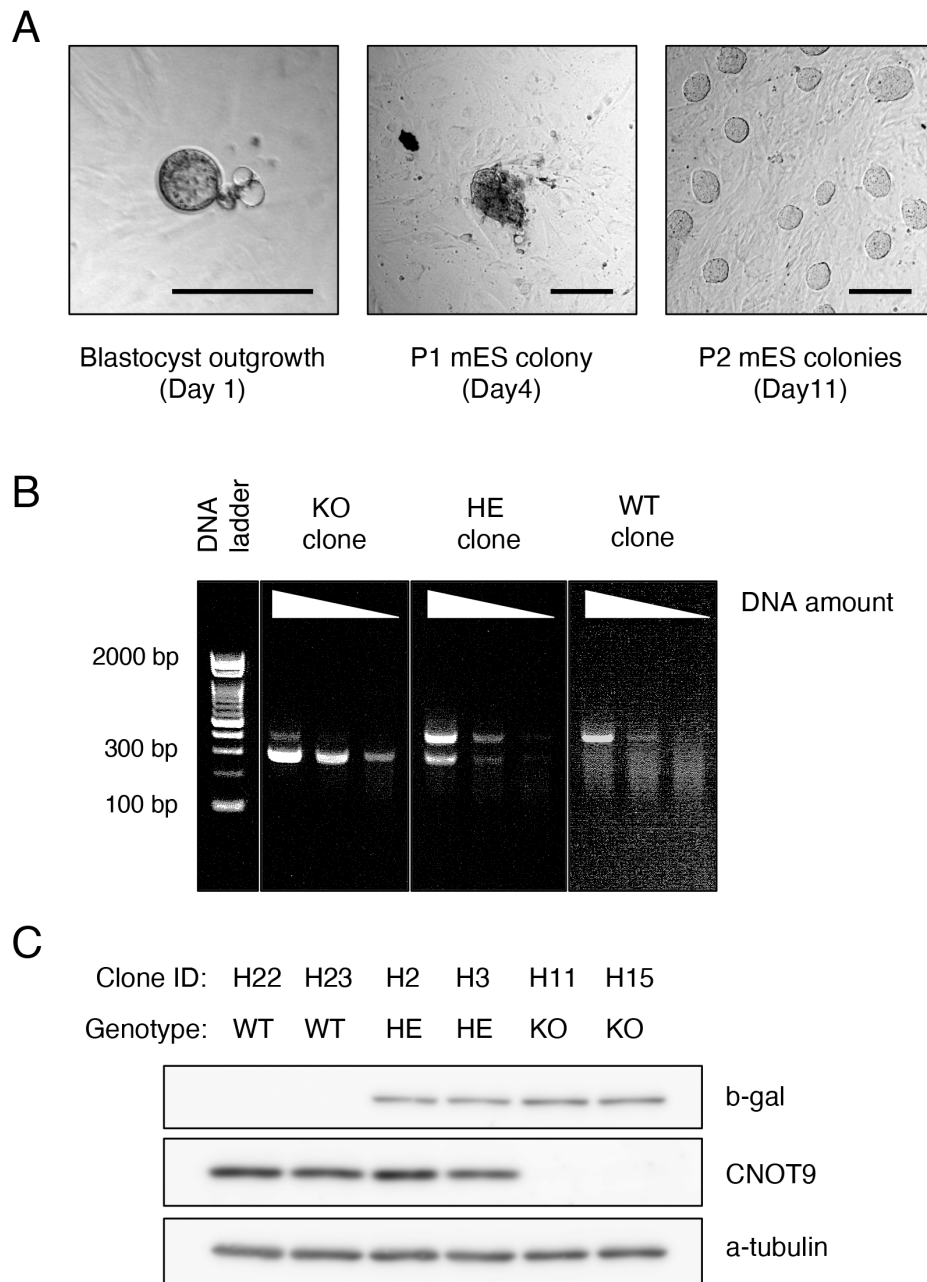 A
Blastocyst outgrowth
(Day 1)
P1 mES colony
(Day4)
P2 mES colonies
(Day11)
B
DNA
ladder
KO
clone
HE
clone
WT
clone
DNA amount
2000 bp
300 bp
100 bp
C
Clone ID: H22 H23 H2 H3 H11 H15
Genotype: WT WT HE HE KO KO
b-gal
CNOT9
a-tubulin